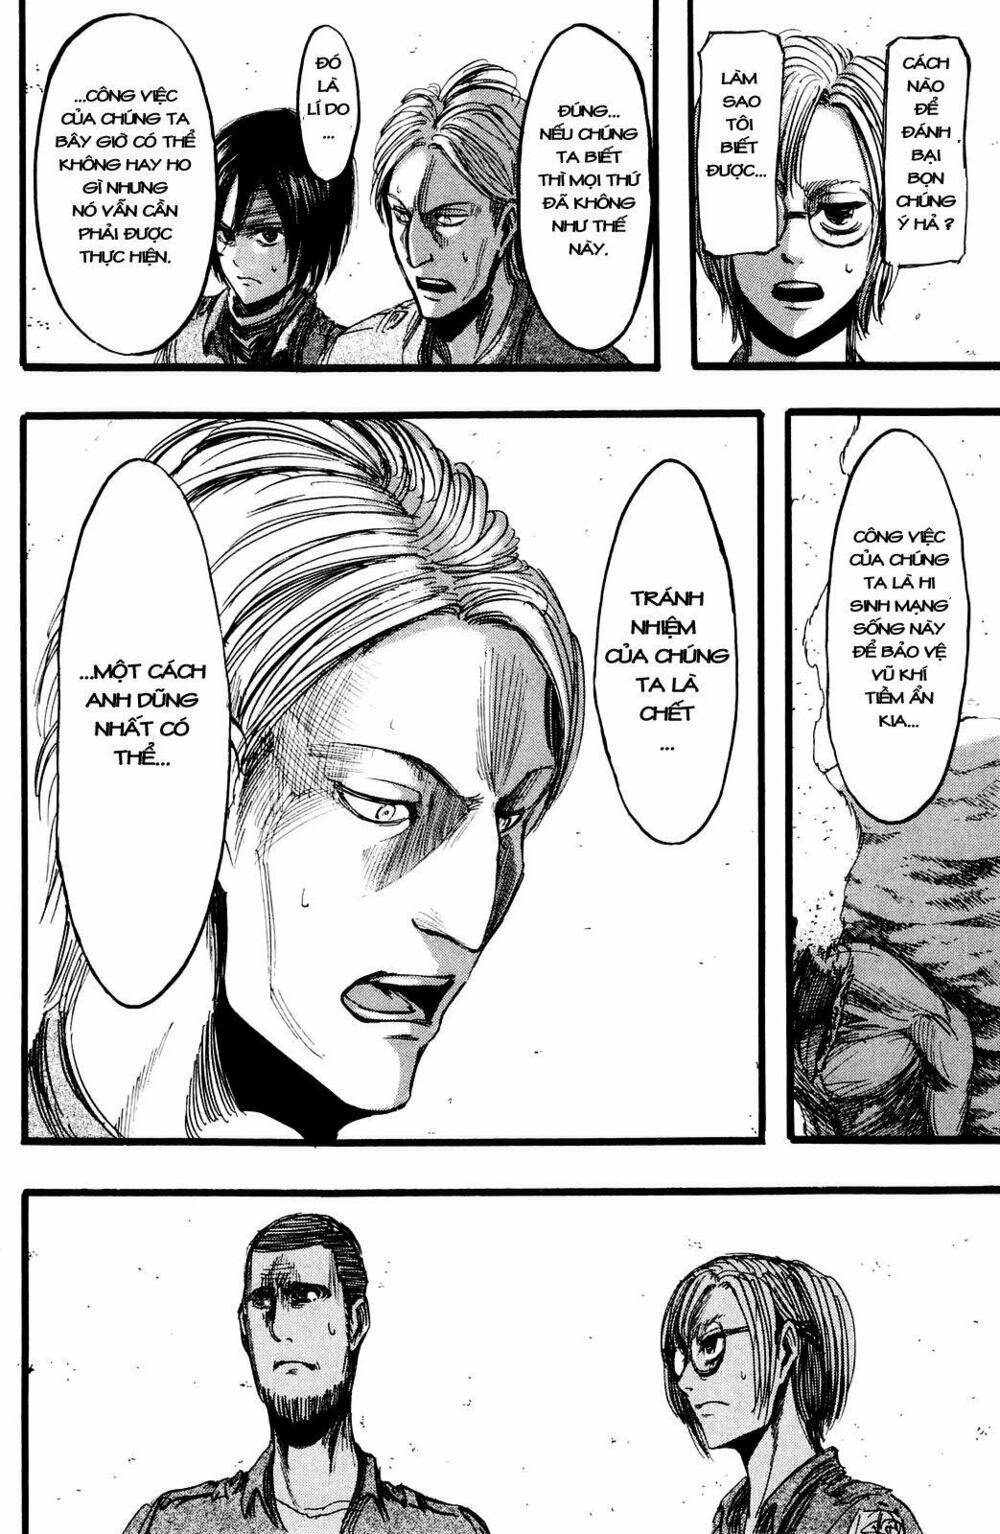 CÁCH
NÀO
ĐỂ
ĐÁNH
BẠI
BỌN
CHÚNG
Ý HẢ ?
LÀM
SAO
TÔI
BIẾT
ĐƯỢC...
ĐÚNG...
NẾU CHÚNG
TA BIẾT
THÌ MỌI THỨ
ĐÃ KHÔNG
NHƯ THẾ
NÀY.
ĐÓ
LÀ
LÍ DO
...
...CÔNG VIỆC
CỦA CHÚNG TA
BÂY GIỜ CÓ THỂ
KHÔNG HAY HO
GÌ NHƯNG
NÓ VẪN CẦN
PHẢI ĐƯỢC
THỰC HIỆN.
CÔNG VIỆC
CỦA CHÚNG
TA LÀ HI
SINH MẠNG
SỐNG NÀY
ĐỂ BẢO VỆ
VŨ KHÍ
TIỀM ẨN
KIA...
TRÁNH
NHIỆM
CỦA CHÚNG
TA LÀ
CHẾT
...
...MỘT CÁCH
ANH DŨNG
NHẤT CÓ
THỂ...